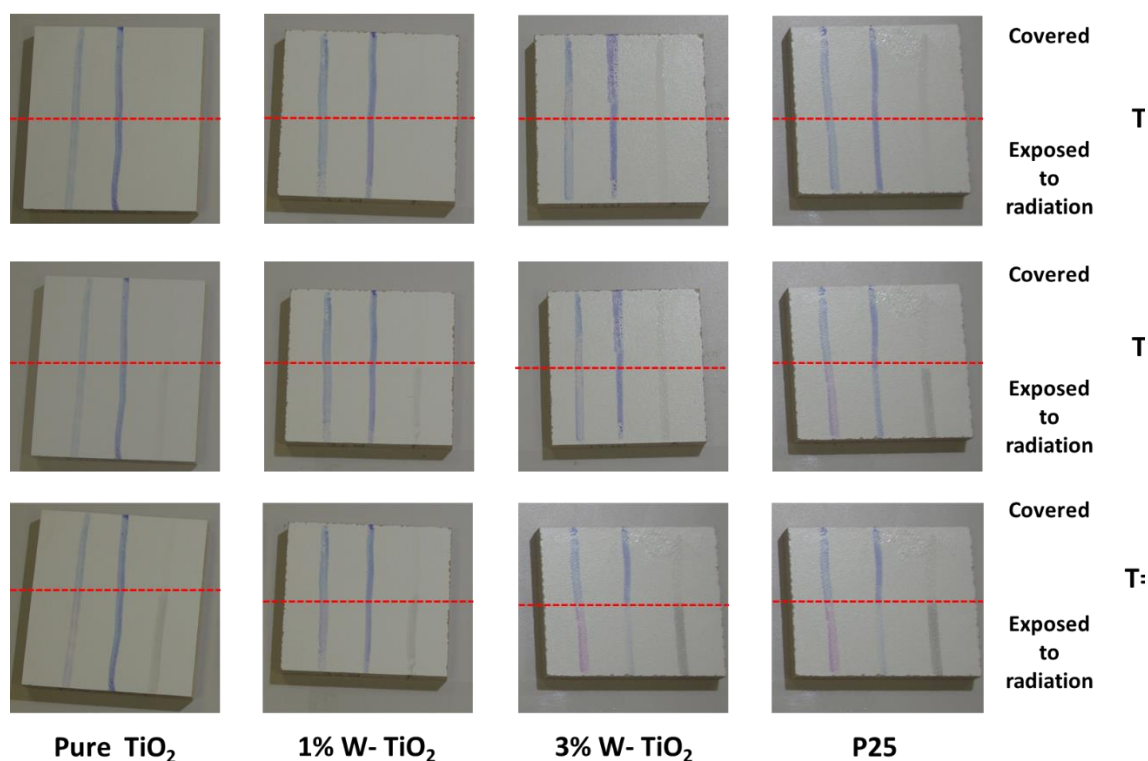 Covered
T
Exposed
to
radiation
Covered
T
Exposed
to
radiation
Covered
T=
Exposed
to
radiation
Pure TiO₂ 1% W- TiO₂ 3% W- TiO₂ P25